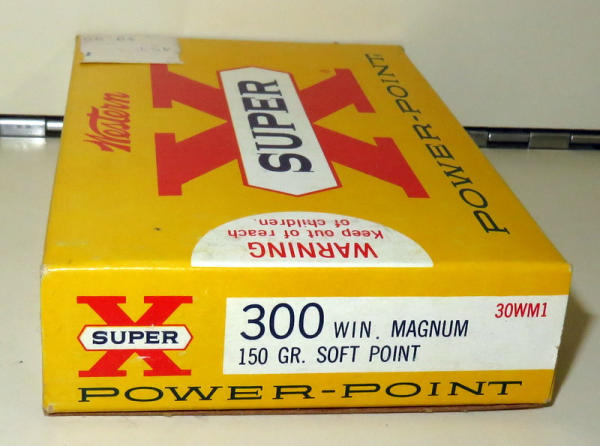 Western
SUPER X
POWER-POINT
WARNING
Keep out of reach
of children.
SUPER X
300 WIN. MAGNUM
30WM1
150 GR. SOFT POINT
POWER-POINT